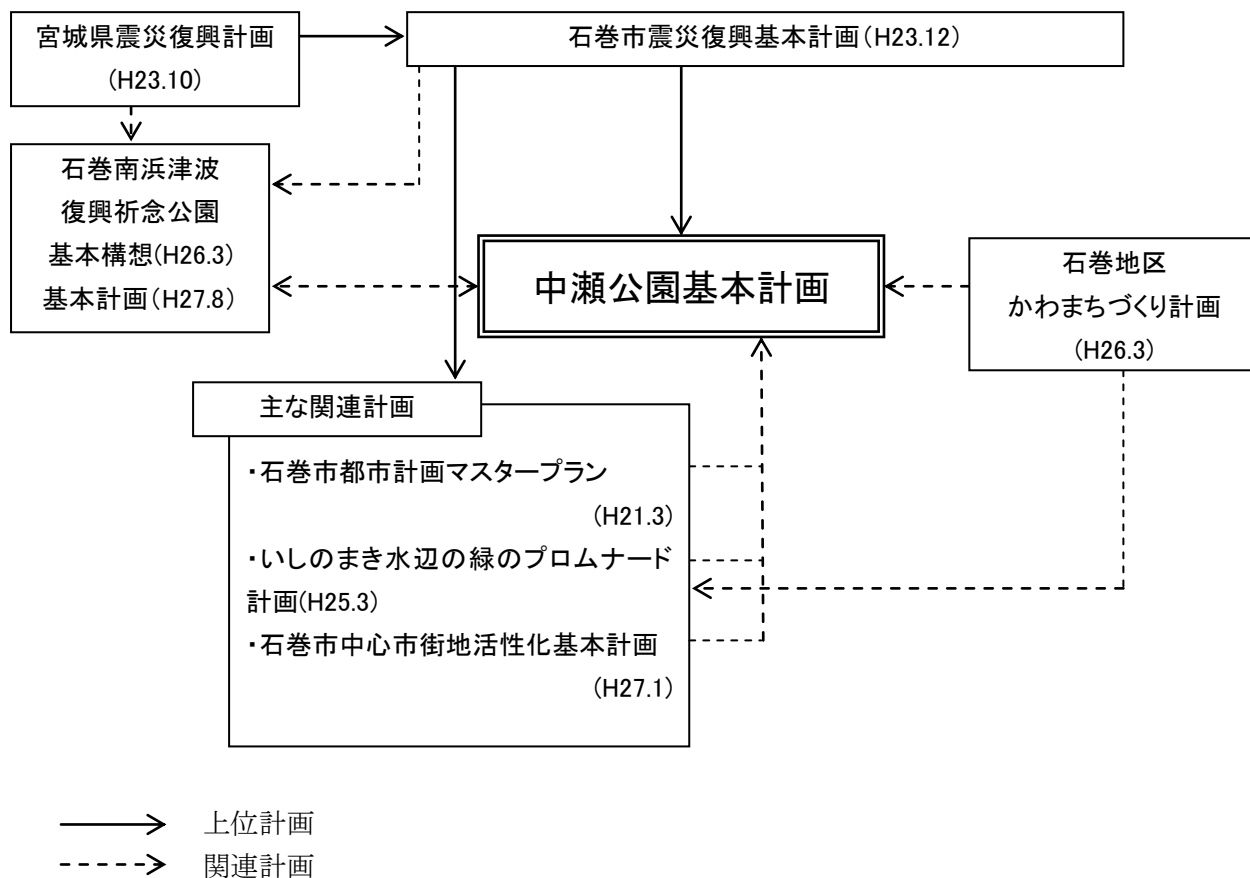 宮城県震災復興計画
(H23.10)
石巻市震災復興基本計画(H23.12)
石巻南浜津波
復興祈念公園
基本構想(H26.3)
基本計画(H27.8)
中瀬公園基本計画
石巻地区
かわまちづくり計画
(H26.3)
主な関連計画
・石巻市都市計画マスタープラン
(H21.3)
・いしのまき水辺の緑のプロムナード
計画(H25.3)
・石巻市中心市街地活性化基本計画
(H27.1)
上位計画
関連計画